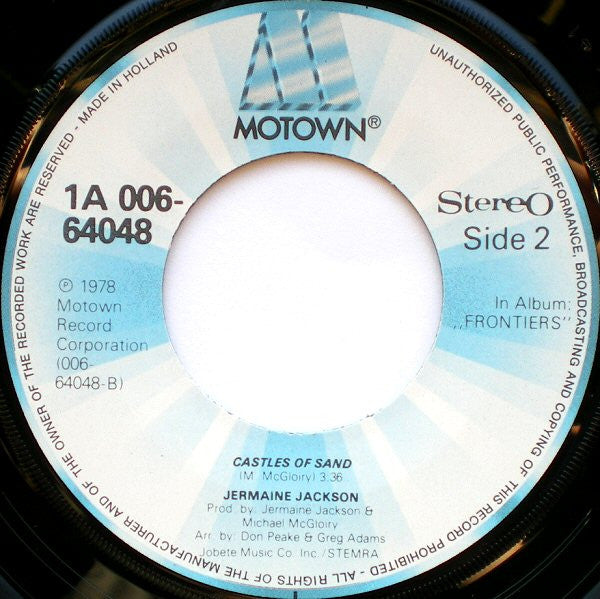 MOTOWN®
1A 006-
64048
Stereo
Side 2
℗ 1978
Motown
Record
Corporation
(006-
64048-B)
In Album:
„FRONTIERS"
CASTLES OF SAND
(M. McGloiry) 3.36
JERMAINE JACKSON
Prod. by: Jermaine Jackson &
Michael McGloiry
Arr. by: Don Peake & Greg Adams
Jobete Music Co. Inc./STEMRA
ALL RIGHTS OF THE MANUFACTURER AND OF THE OWNER OF THE RECORDED WORK ARE RESERVED - MADE IN HOLLAND
UNAUTHORIZED PUBLIC PERFORMANCE, BROADCASTING AND COPYING OF THIS RECORD PROHIBITED -